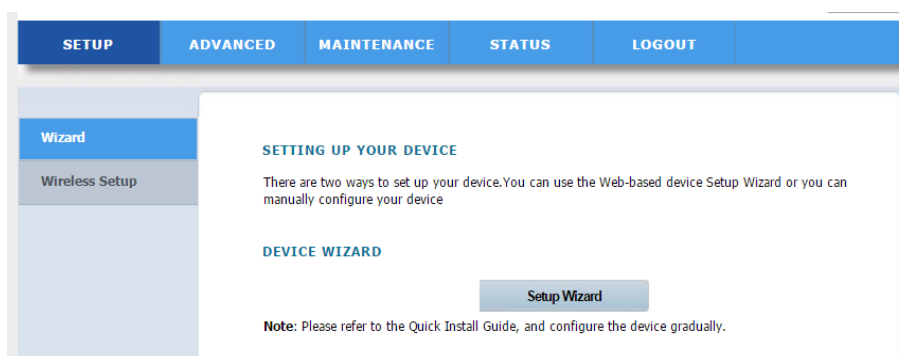 SETUP ADVANCED MAINTENANCE STATUS LOGOUT
Wizard
Wireless Setup
SETTING UP YOUR DEVICE
There are two ways to set up your device.You can use the Web-based device Setup Wizard or you can
manually configure your device
DEVICE WIZARD
Setup Wizard
Note: Please refer to the Quick Install Guide, and configure the device gradually.